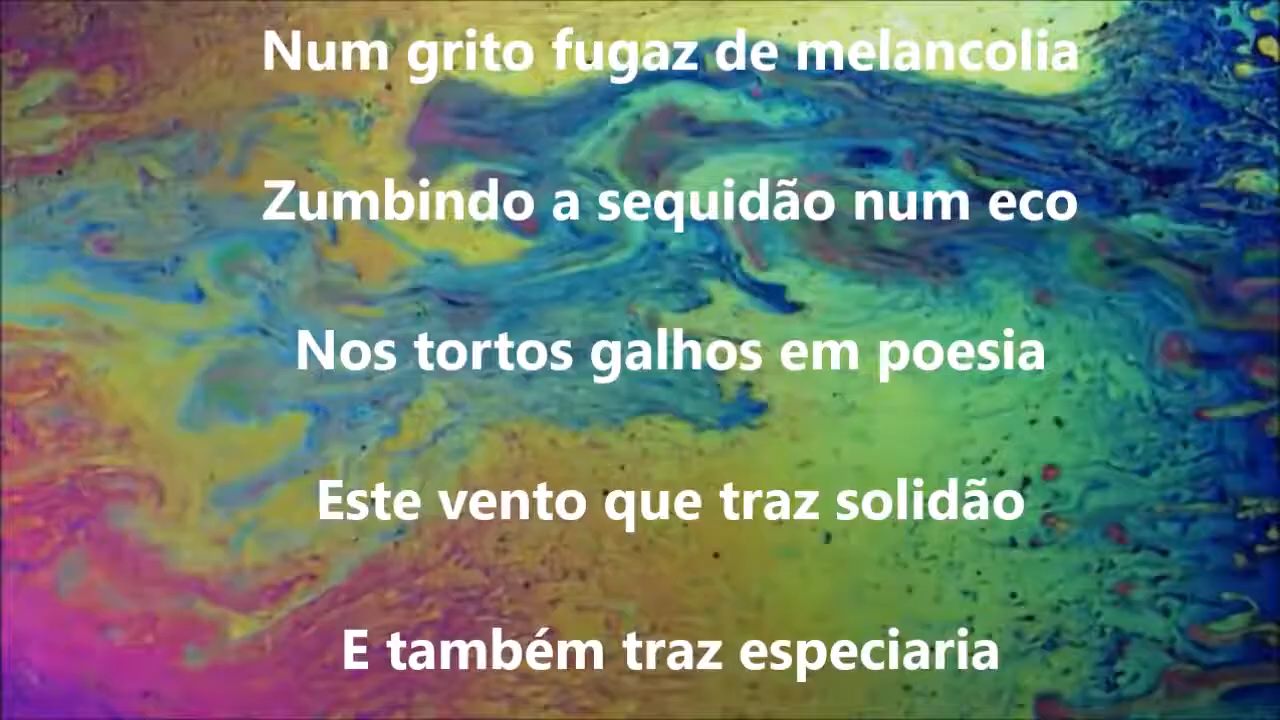 Num grito fugaz de melancolia
Zumbindo a sequidão num eco
Nos tortos galhos em poesia
Este vento que traz solidão
E também traz especiaria